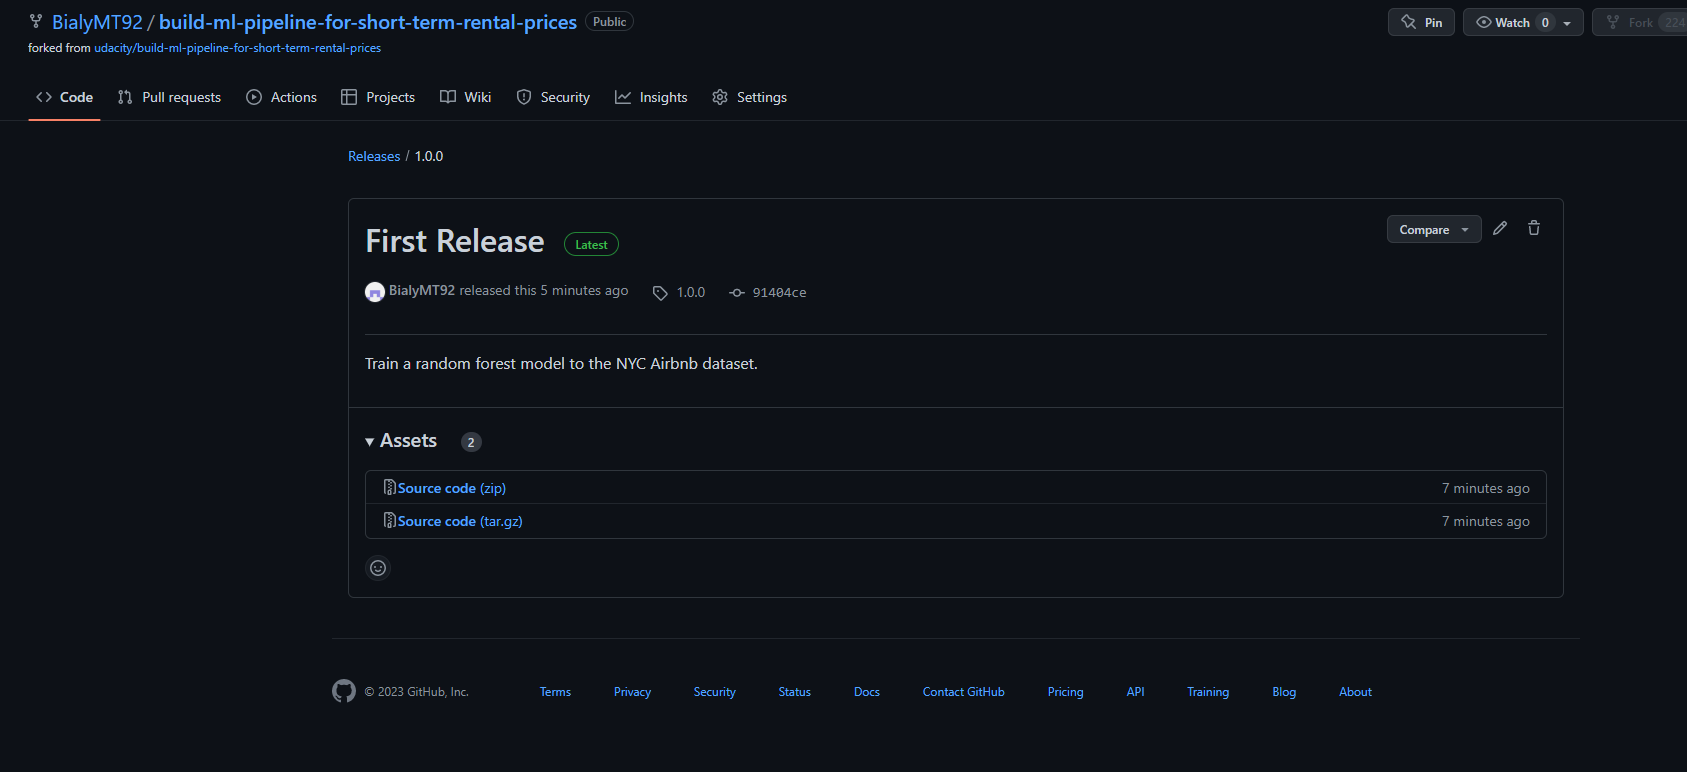 BialyMT92 / build-ml-pipeline-for-short-term-rental-prices Public Pin Watch 0 Fork 224
forked from udacity/build-ml-pipeline-for-short-term-rental-prices
Code Pull requests Actions Projects Wiki Security Insights Settings
Releases / 1.0.0
First Release Latest Compare
BialyMT92 released this 5 minutes ago 1.0.0 91404ce
Train a random forest model to the NYC Airbnb dataset.
Assets 2
Source code (zip) 7 minutes ago
Source code (tar.gz) 7 minutes ago
© 2023 GitHub, Inc. Terms Privacy Security Status Docs Contact GitHub Pricing API Training Blog About